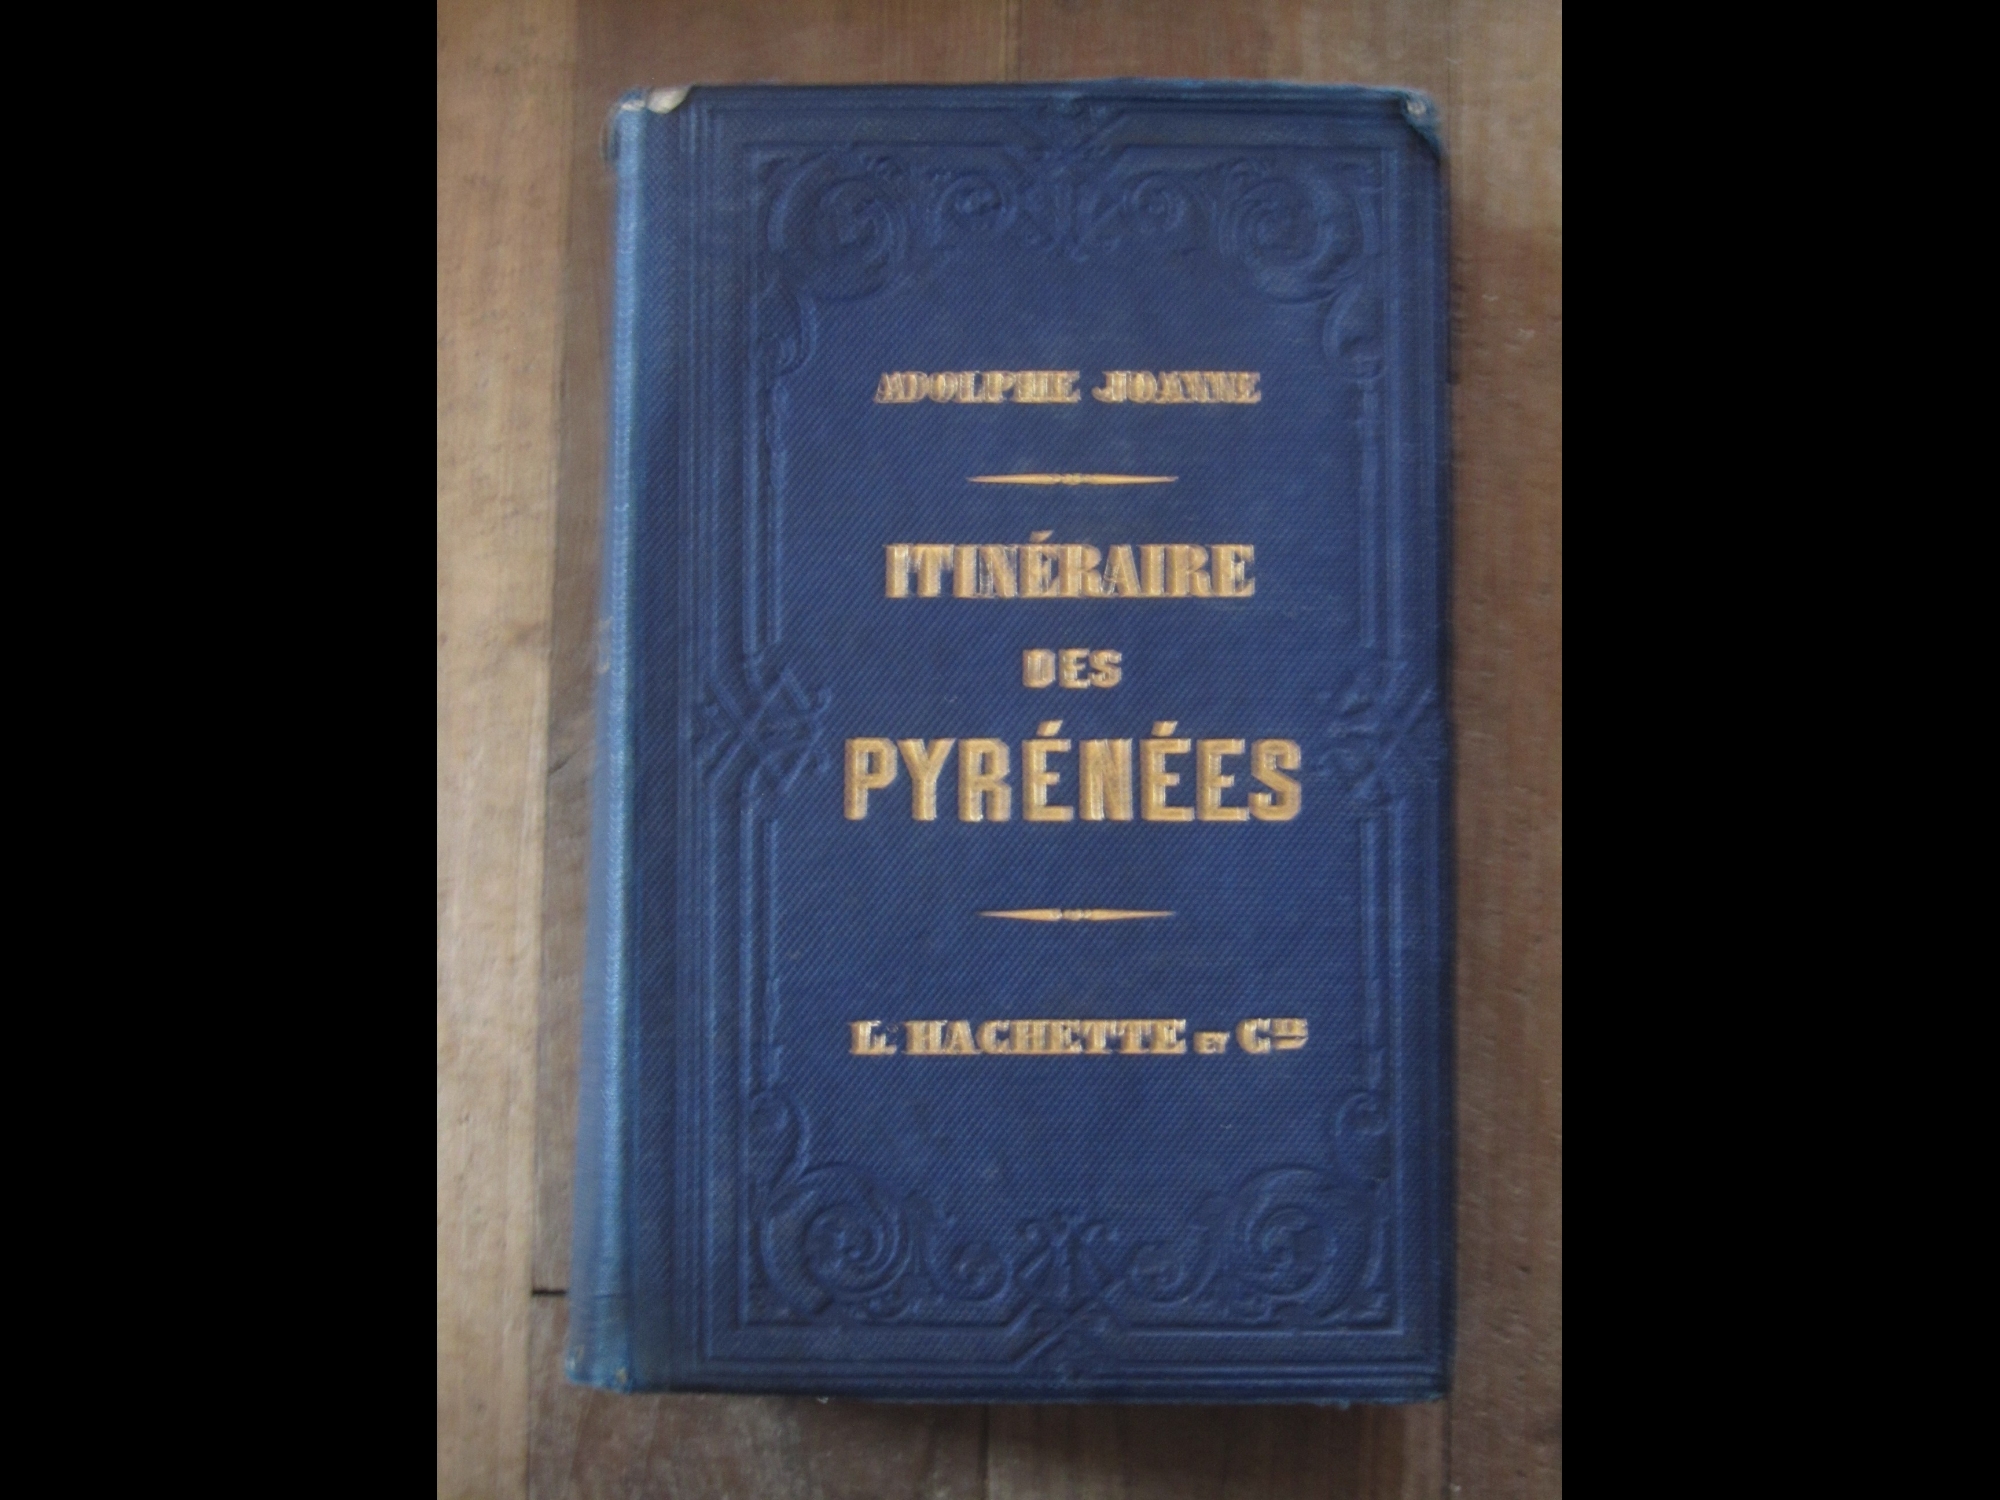 ADOLPHE JOANNE
ITINÉRAIRE
DES
PYRÉNÉES
L. HACHETTE ET CIE